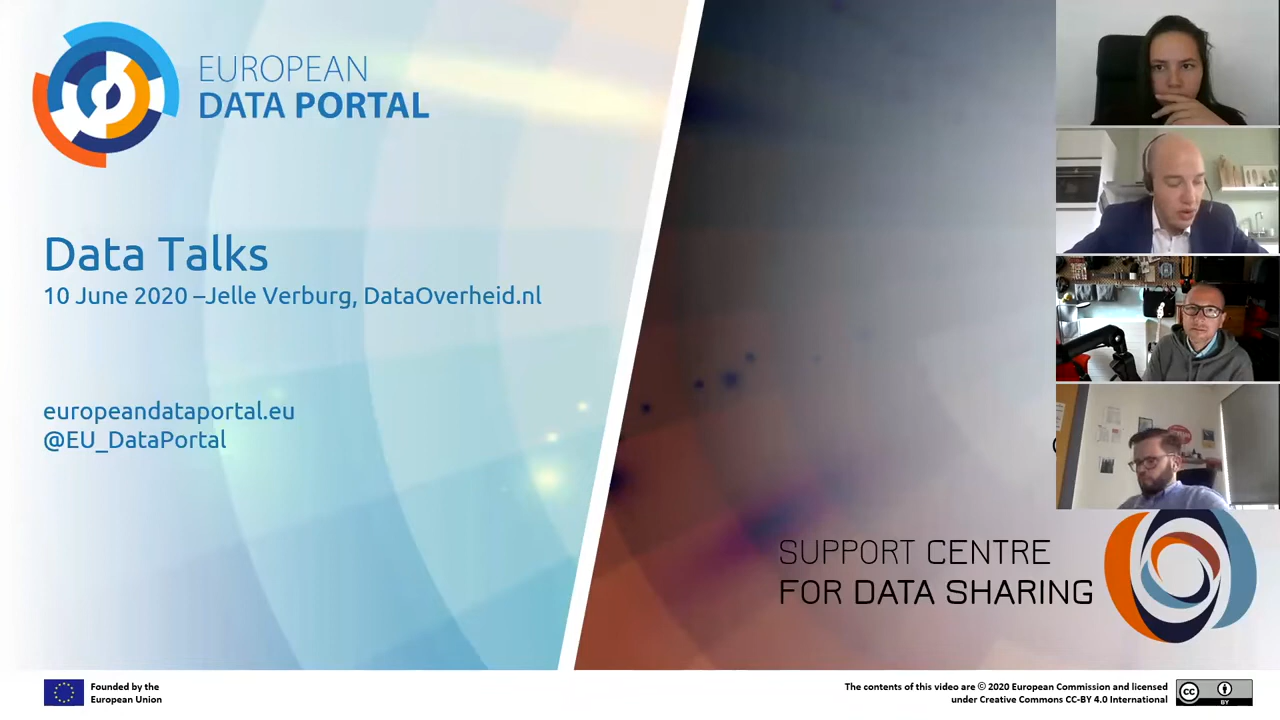 EUROPEAN
DATA PORTAL
Data Talks
10 June 2020 –Jelle Verburg, DataOverheid.nl
europeandataportal.eu
@EU_DataPortal
SUPPORT CENTRE
FOR DATA SHARING
Founded by the
European Union
The contents of this video are © 2020 European Commission and licensed
under Creative Commons CC-BY 4.0 International
CC
BY